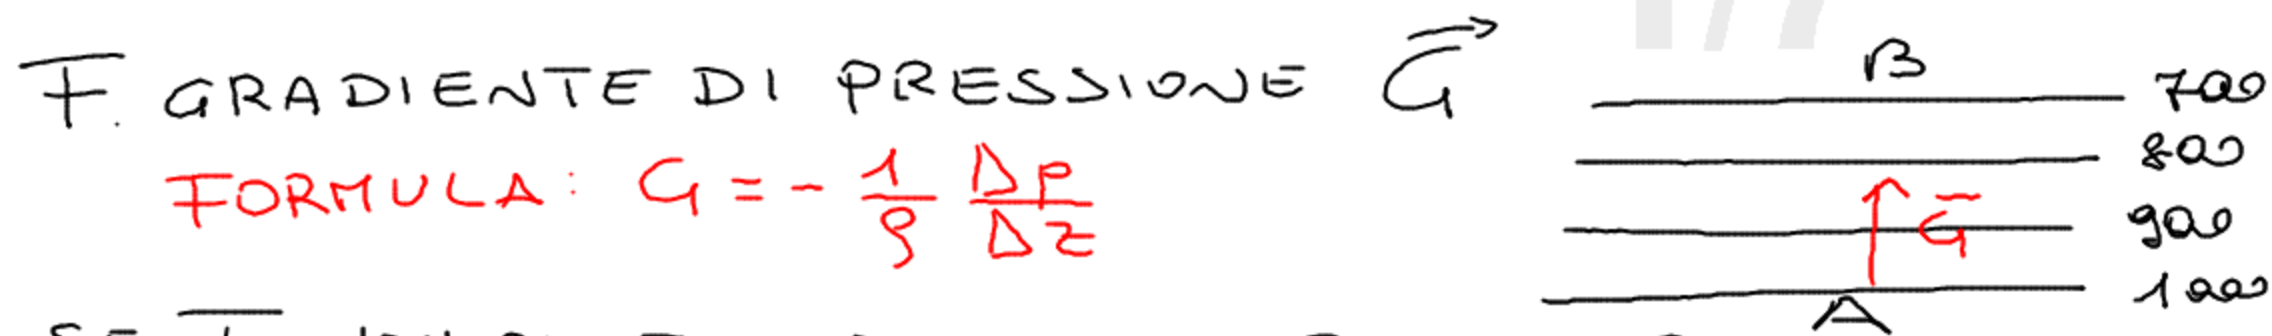 F. GRADIENTE DI PRESSIONE G
FORMULA: G = - 1/ρ Δp/Δz
B
700
800
900
G
1000
A